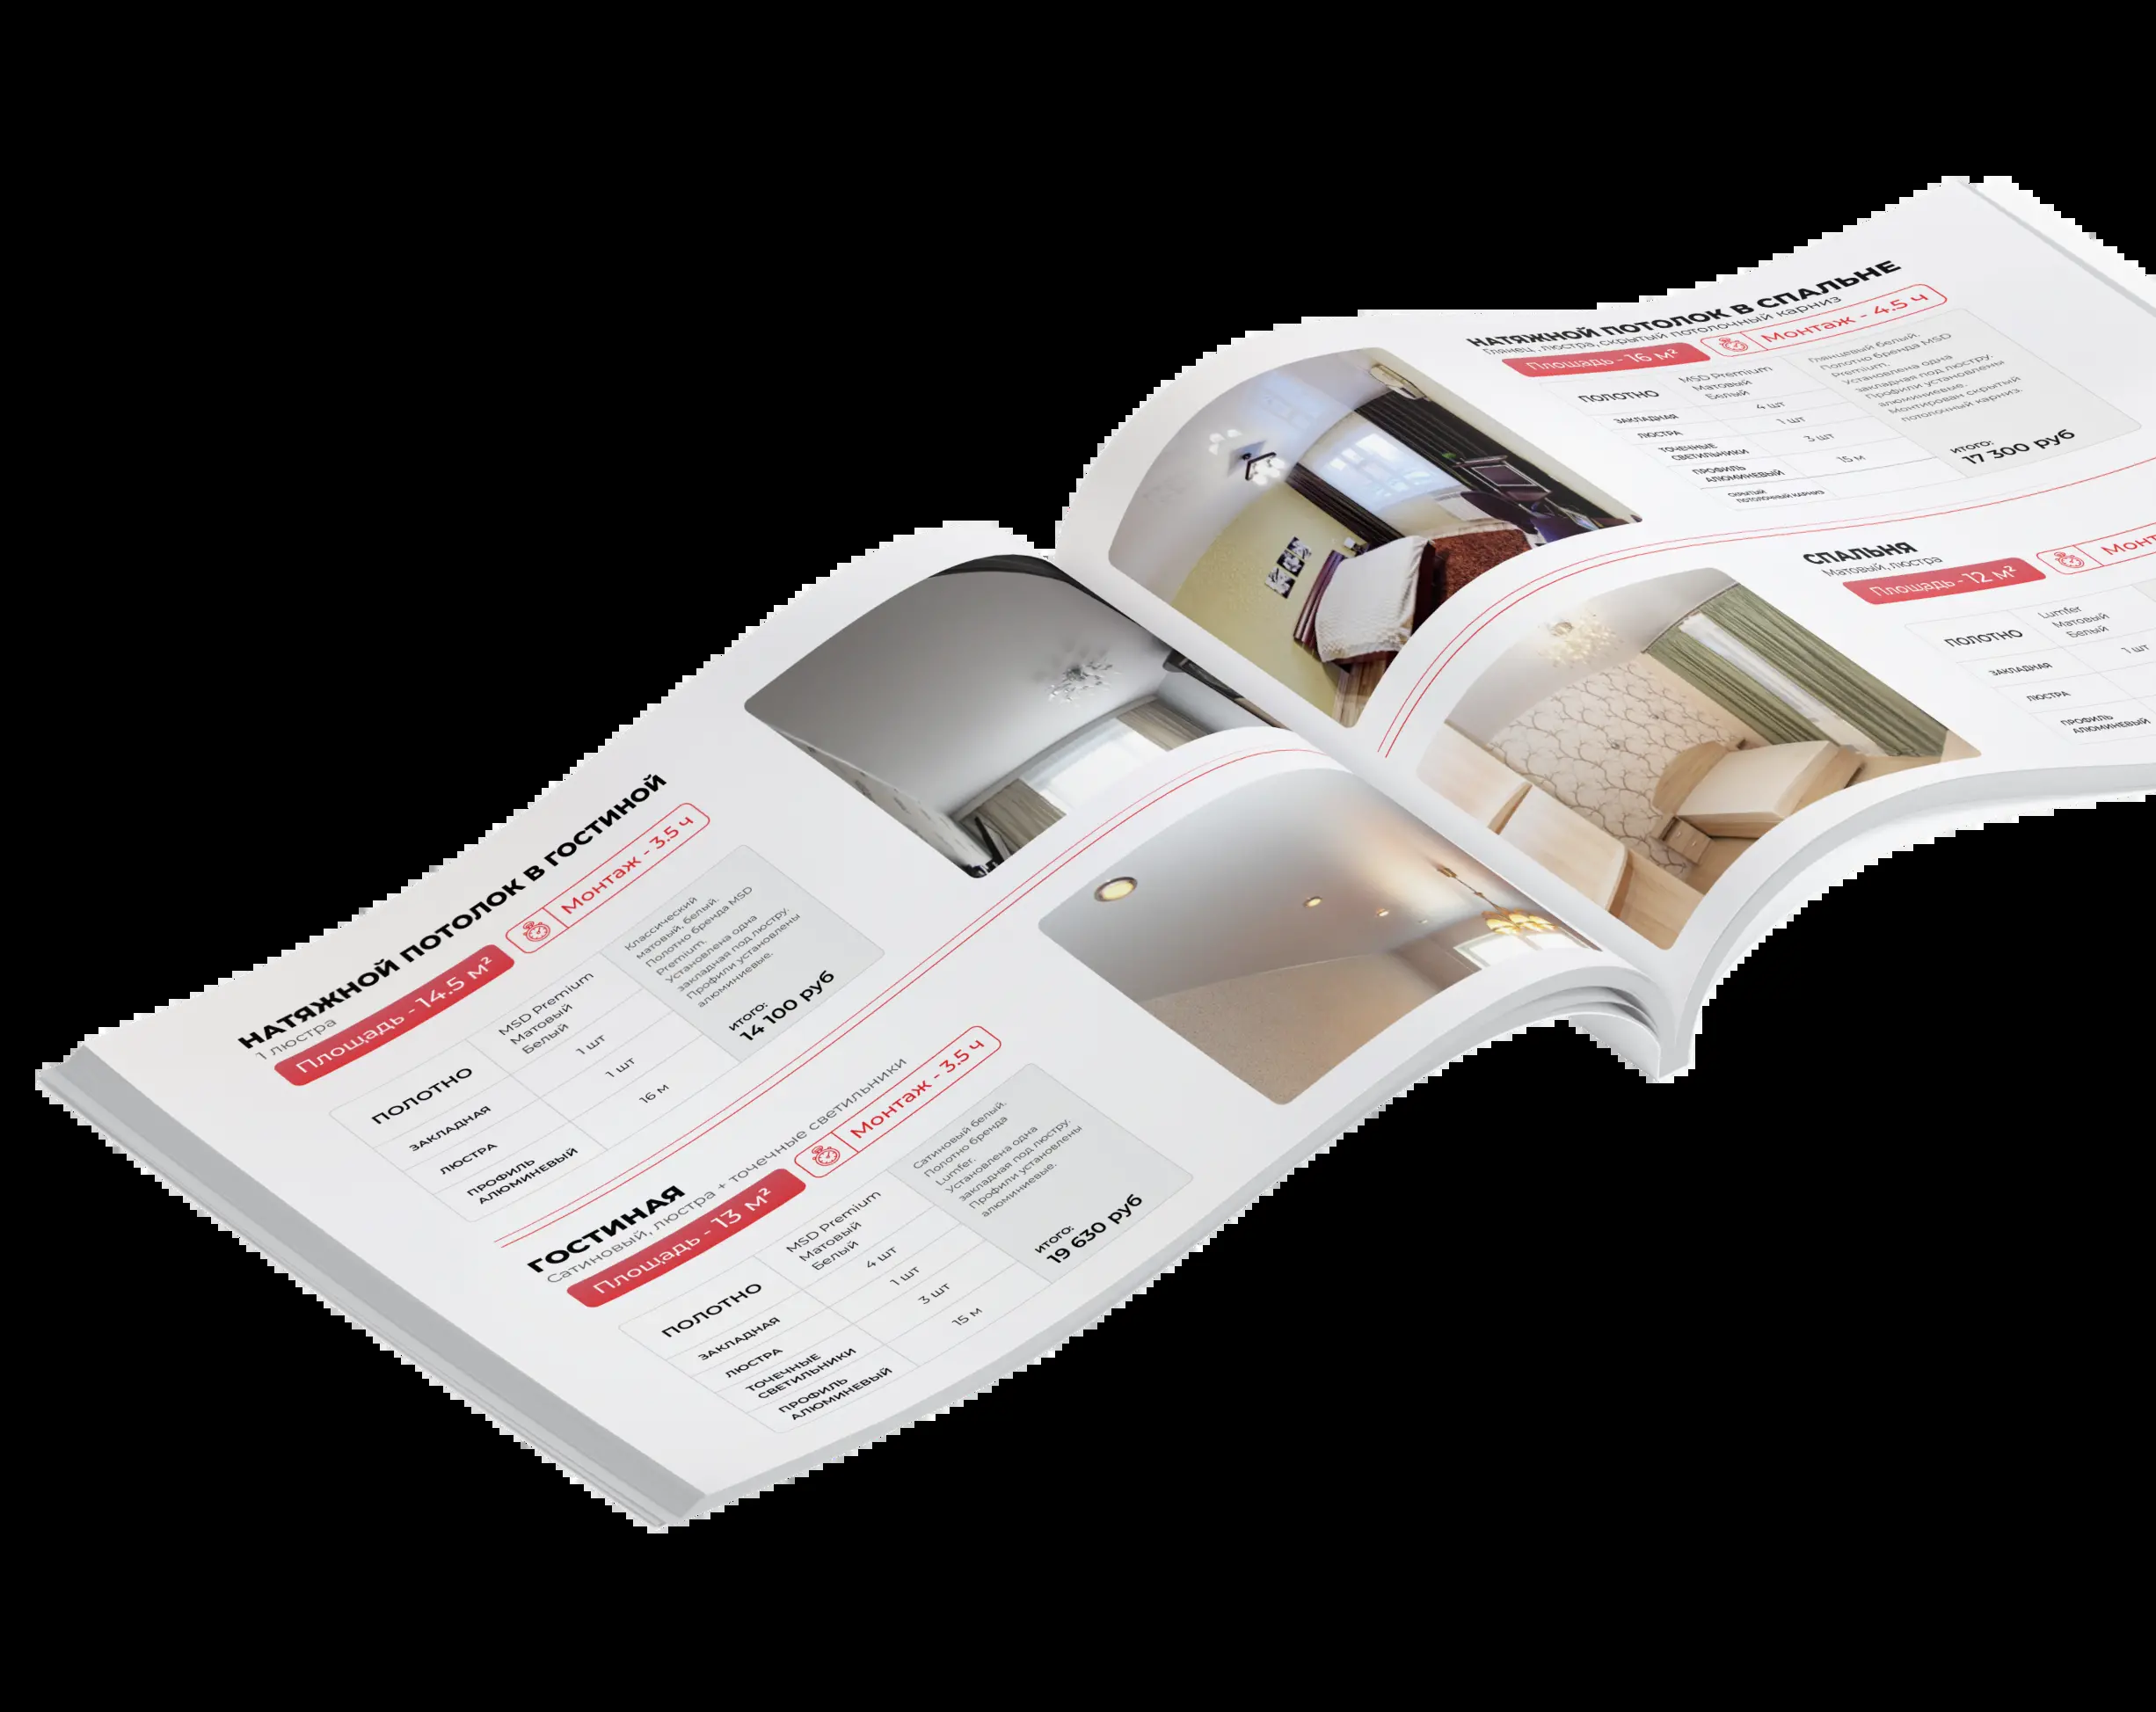 НАТЯЖНОЙ ПОТОЛОК В ГОСТИНОЙ
1 люстра
Площадь - 14.5 м²
Монтаж - 3.5 ч
ПОЛОТНО
MSD Premium
Матовый
Белый
ЗАКЛАДНАЯ
1 шт
ЛЮСТРА
1 шт
ПРОФИЛЬ
АЛЮМИНЕВЫЙ
16 м
Классический
матовый, белый.
Полотно бренда MSD
Premium.
Установлена одна
закладная под люстру.
Профили установлены
алюминиевые.
ИТОГО:
14 100 руб
ГОСТИНАЯ
Сатиновый, люстра + точечные светильники
Площадь - 13 м²
Монтаж - 3.5 ч
ПОЛОТНО
MSD Premium
Матовый
Белый
ЗАКЛАДНАЯ
4 шт
ЛЮСТРА
1 шт
ТОЧЕЧНЫЕ
СВЕТИЛЬНИКИ
3 шт
ПРОФИЛЬ
АЛЮМИНЕВЫЙ
15 м
Сатиновый белый.
Полотно бренда
Lumfer.
Установлена одна
закладная под люстру.
Профили установлены
алюминиевые.
ИТОГО:
19 630 руб
НАТЯЖНОЙ ПОТОЛОК В СПАЛЬНЕ
Глянец, люстра, скрытый потолочный карниз
Площадь - 16 м²
Монтаж - 4.5 ч
ПОЛОТНО
MSD Premium
Матовый
Белый
ЗАКЛАДНАЯ
4 шт
ЛЮСТРА
1 шт
ТОЧЕЧНЫЕ
СВЕТИЛЬНИКИ
3 шт
ПРОФИЛЬ
АЛЮМИНЕВЫЙ
15 м
СКРЫТЫЙ
ПОТОЛОЧНЫЙ КАРНИЗ
Глянцевый белый.
Полотно бренда MSD
Premium.
Установлена одна
закладная под люстру.
Профили установлены
алюминиевые.
Монтирован скрытый
потолочный карниз.
ИТОГО:
17 300 руб
СПАЛЬНЯ
Матовый, люстра
Площадь - 12 м²
ПОЛОТНО
Lumfer
Матовый
Белый
ЗАКЛАДНАЯ
1 шт
ЛЮСТРА
ПРОФИЛЬ
АЛЮМИНЕВЫЙ